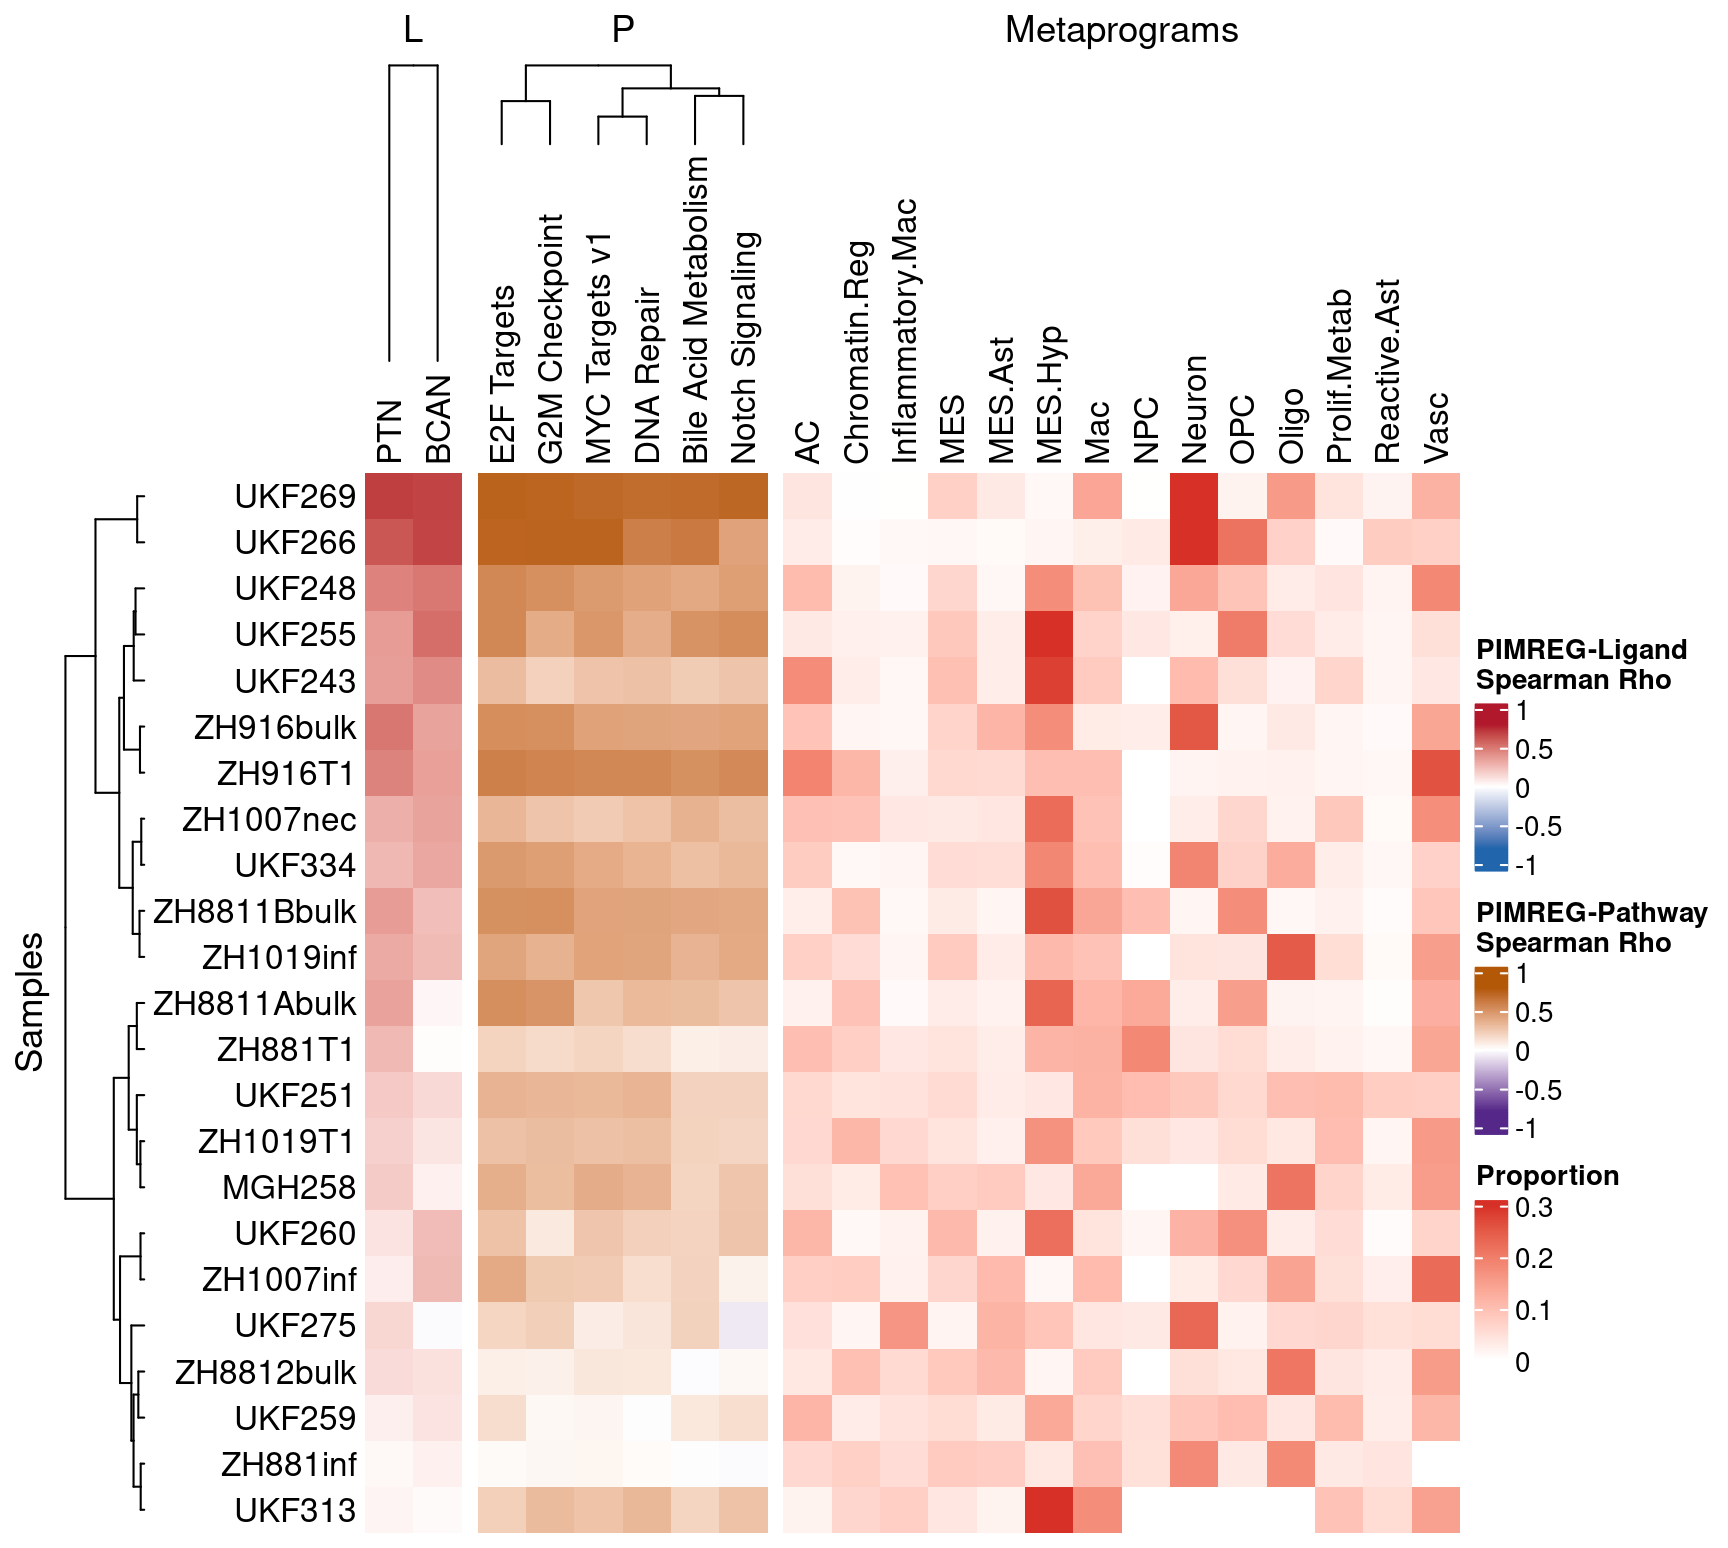 L
P
Metaprograms
PTN
BCAN
E2F Targets
G2M Checkpoint
MYC Targets v1
DNA Repair
Bile Acid Metabolism
Notch Signaling
AC
Chromatin.Reg
Inflammatory.Mac
MES
MES.Ast
MES.Hyp
Mac
NPC
Neuron
OPC
Oligo
Prolif.Metab
Reactive.Ast
Vasc
Samples
UKF269
UKF266
UKF248
UKF255
UKF243
ZH916bulk
ZH916T1
ZH1007nec
UKF334
ZH8811Bbulk
ZH1019inf
ZH8811Abulk
ZH881T1
UKF251
ZH1019T1
MGH258
UKF260
ZH1007inf
UKF275
ZH8812bulk
UKF259
ZH881inf
UKF313
PIMREG-Ligand
Spearman Rho
1
0.5
0
-0.5
-1
PIMREG-Pathway
Spearman Rho
1
0.5
0
-0.5
-1
Proportion
0.3
0.2
0.1
0